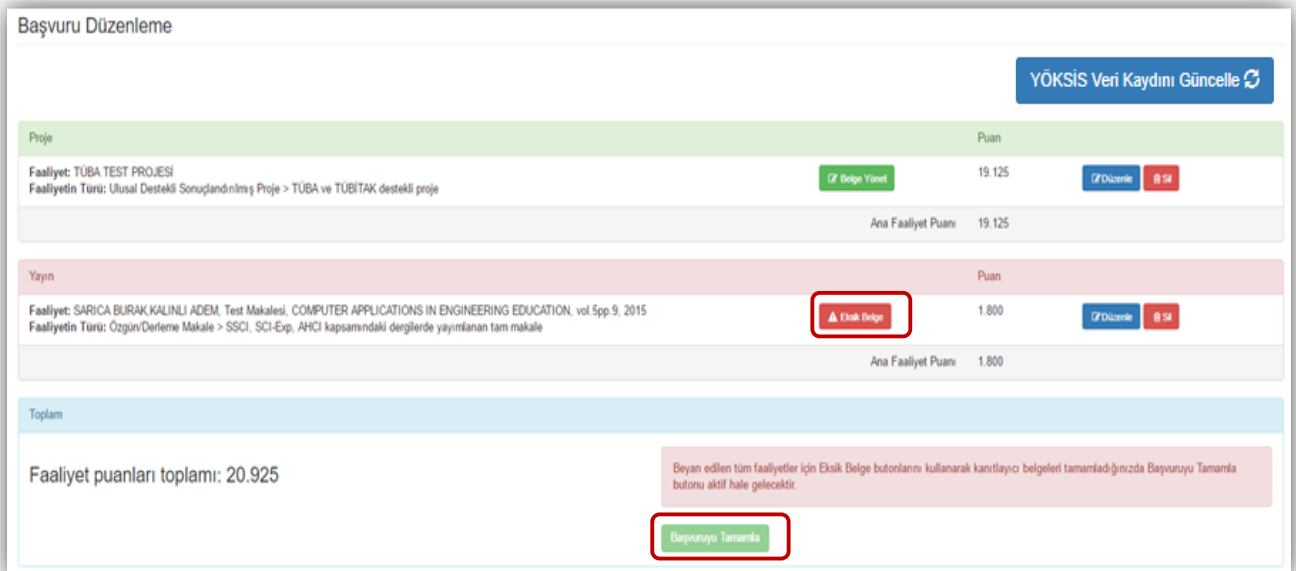 Başvuru Düzenleme
YÖKSİS Veri Kaydını Güncelle
Proje Puan
Faaliyet: TÜBA TEST PROJESİ Belge Yönet 19.125 Düzenle Sil
Faaliyetin Türü: Ulusal Destekli Sonuçlandırılmış Proje > TÜBA ve TÜBİTAK destekli proje
Ana Faaliyet Puanı 19.125
Yayın Puan
Faaliyet: SARICA BURAK,KALINLI ADEM, Test Makalesi, COMPUTER APPLICATIONS IN ENGINEERING EDUCATION, vol.5pp.9, 2015 Eksik Belge 1.800 Düzenle Sil
Faaliyetin Türü: Özgün/Derleme Makale > SSCI, SCI-Exp, AHCI kapsamındaki dergilerde yayımlanan tam makale
Ana Faaliyet Puanı 1.800
Toplam
Faaliyet puanları toplamı: 20.925
Beyan edilen tüm faaliyetler için Eksik Belge butonlarını kullanarak kanıtlayıcı belgeleri tamamladığınızda Başvuruyu Tamamla
butonu aktif hale gelecektir.
Başvuruyu Tamamla